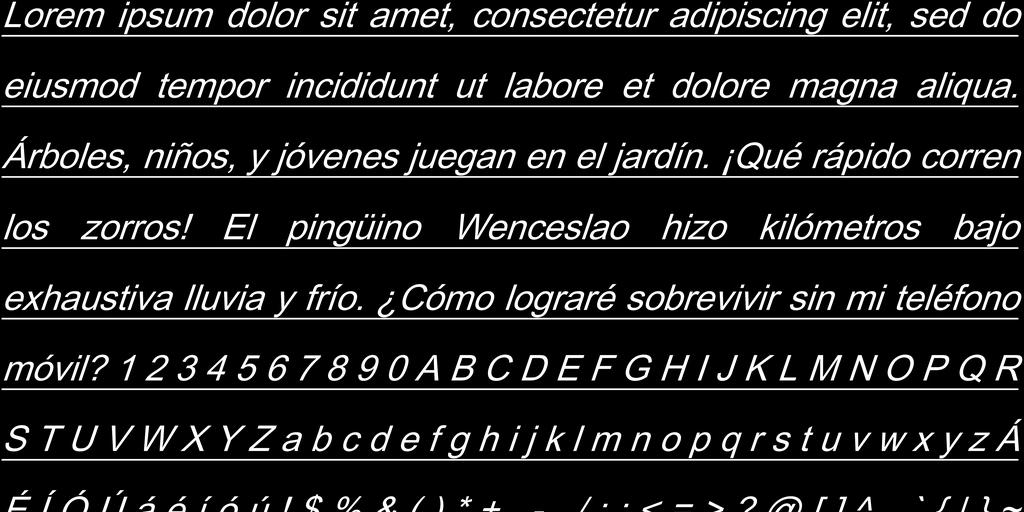 Lorem ipsum dolor sit amet, consectetur adipiscing elit, sed do
eiusmod tempor incididunt ut labore et dolore magna aliqua.
Árboles, niños, y jóvenes juegan en el jardín. ¡Qué rápido corren
los zorros! El pingüino Wenceslao hizo kilómetros bajo
exhaustiva lluvia y frío. ¿Cómo lograré sobrevivir sin mi teléfono
móvil? 1 2 3 4 5 6 7 8 9 0 A B C D E F G H I J K L M N O P Q R
S T U V W X Y Z a b c d e f g h i j k l m n o p q r s t u v w x y z Á
É Í Ó Ú á é í ó ú ! $ % & ( ) * + , - . / : ; < = > ? @ [ ] ^ _ ` { | } ~